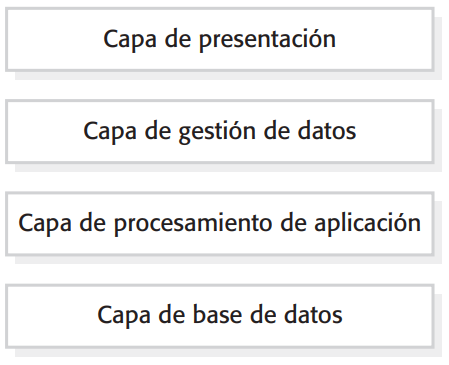 Capa de presentación
Capa de gestión de datos
Capa de procesamiento de aplicación
Capa de base de datos